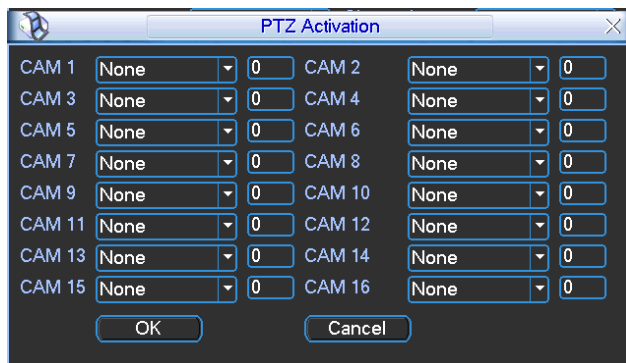 PTZ Activation
CAM 1 None 0 CAM 2 None 0
CAM 3 None 0 CAM 4 None 0
CAM 5 None 0 CAM 6 None 0
CAM 7 None 0 CAM 8 None 0
CAM 9 None 0 CAM 10 None 0
CAM 11 None 0 CAM 12 None 0
CAM 13 None 0 CAM 14 None 0
CAM 15 None 0 CAM 16 None 0
OK Cancel